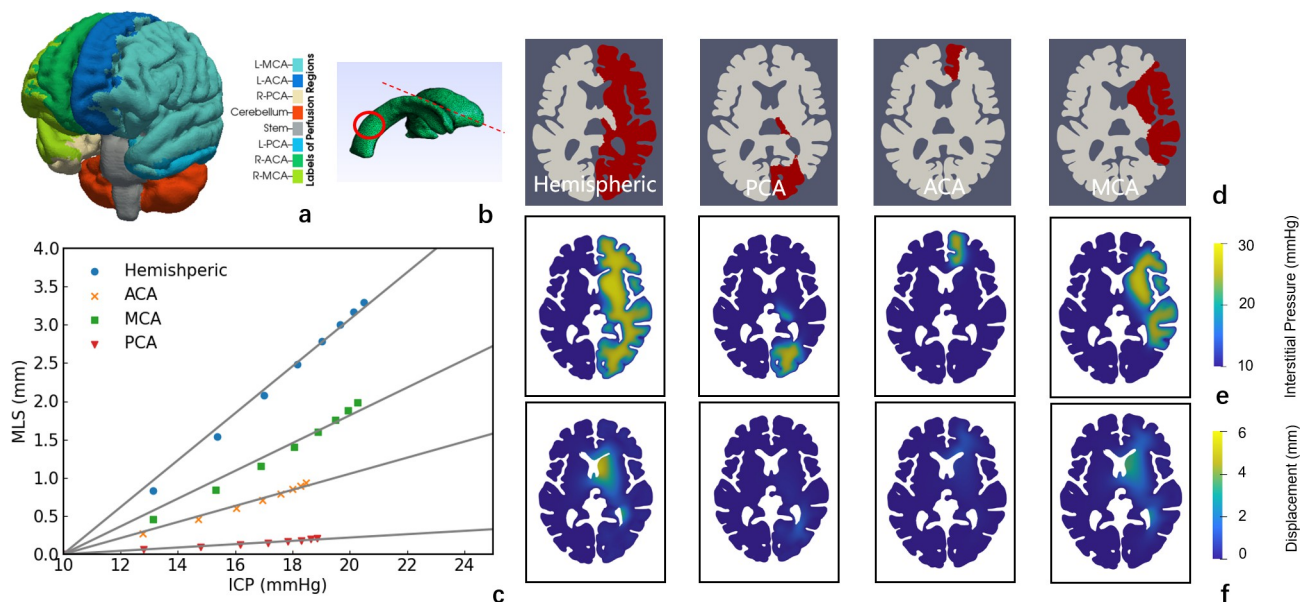 L-MCA
L-ACA
R-PCA
Cerebellum
Stem
L-PCA
R-ACA
R-MCA
Labels of Perfusion Regions
a
b
Hemispheric
PCA
ACA
MCA
d
4.0
3.5
3.0
2.5
2.0
1.5
1.0
0.5
0.0
MLS (mm)
Hemishperic
ACA
MCA
PCA
10
12
14
16
18
20
22
24
ICP (mmHg)
c
30
20
10
Interstitial Pressure (mmHg)
e
6
4
2
0
Displacement (mm)
f